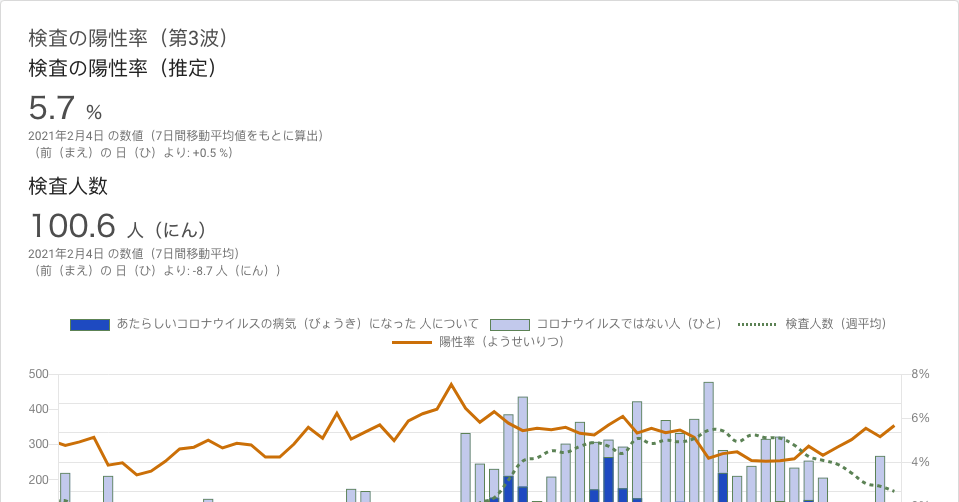 検査の陽性率（第3波）
検査の陽性率（推定）
5.7 %
2021年2月4日 の数値（7日間移動平均値をもとに算出）
（前（まえ）の 日（ひ）より: +0.5 %）
検査人数
100.6 人（にん）
2021年2月4日 の数値（7日間移動平均）
（前（まえ）の 日（ひ）より: -8.7 人（にん））
あたらしいコロナウイルスの病気（びょうき）になった 人について コロナウイルスではない人（ひと） 検査人数（週平均）
陽性率（ようせいりつ）
500 8%
400 6%
300 4%
200